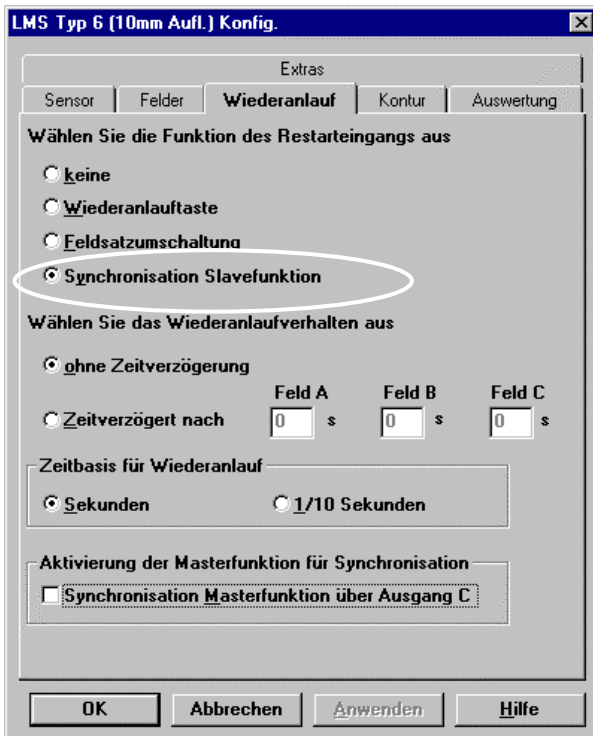 LMS Typ 6 (10mm Aufl.) Konfig.
Extras
Sensor Felder Wiederanlauf Kontur Auswertung
Wählen Sie die Funktion des Restarteingangs aus
keine
Wiederanlauftaste
Feldsatzumschaltung
Synchronisation Slavefunktion
Wählen Sie das Wiederanlaufverhalten aus
ohne Zeitverzögerung
Feld A Feld B Feld C
Zeitverzögert nach 0 s 0 s 0 s
Zeitbasis für Wiederanlauf
Sekunden 1/10 Sekunden
Aktivierung der Masterfunktion für Synchronisation
Synchronisation Masterfunktion über Ausgang C
OK Abbrechen Anwenden Hilfe